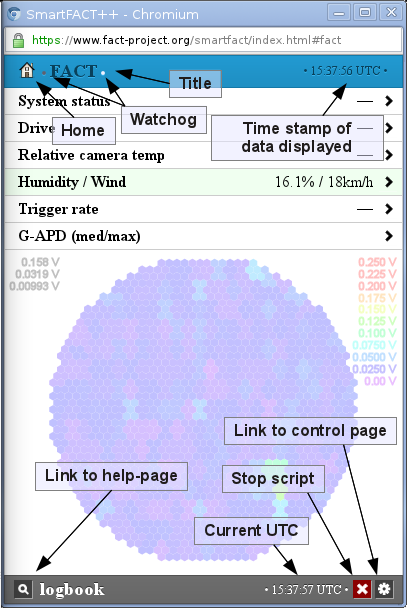 SmartFACT++ - Chromium
https://www.fact-project.org/smartfact/index.html#fact
• FACT •
• 15:37:56 UTC •
Title
System status —
Watchog
Home
Drive —
Time stamp of
data displayed
Relative camera temp —
Humidity / Wind 16.1% / 18km/h
Trigger rate —
G-APD (med/max)
0.158 V
0.0319 V
0.00993 V
0.250 V
0.225 V
0.200 V
0.175 V
0.150 V
0.125 V
0.100 V
0.0750 V
0.0500 V
0.0250 V
0.00 V
Link to control page
Link to help-page
Stop script
Current UTC
logbook
• 15:37:57 UTC •